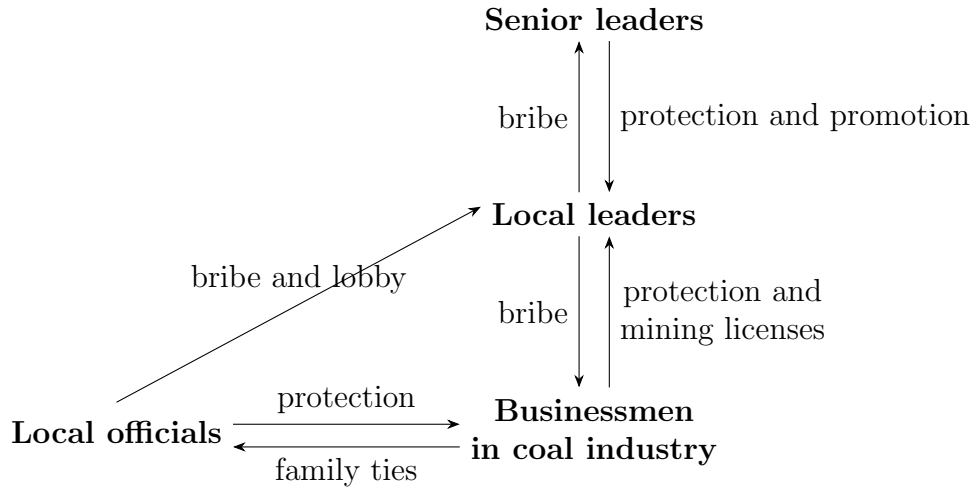 Senior leaders
bribe
protection and promotion
Local leaders
bribe and lobby
bribe
protection and
mining licenses
protection
Local officials
family ties
Businessmen
in coal industry